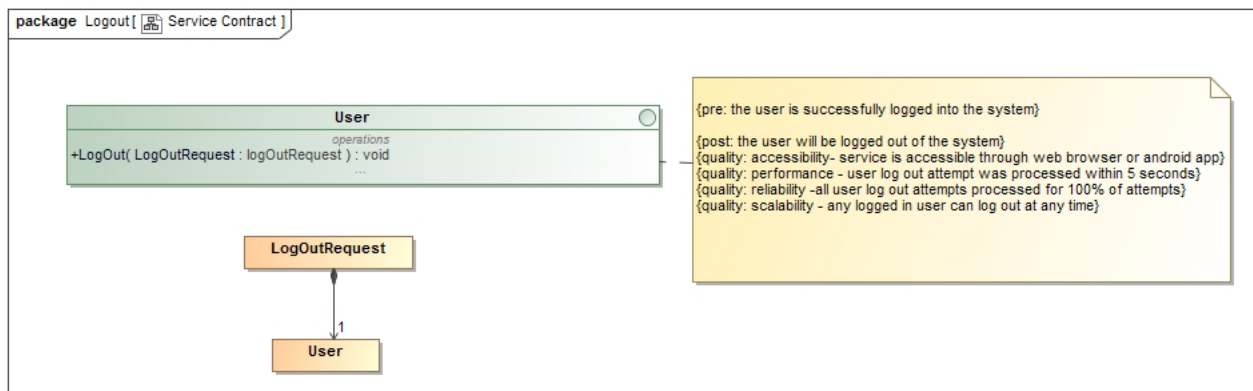 package Logout[ Service Contract ]
User
operations
+LogOut( LogOutRequest : logOutRequest ) : void
...
{pre: the user is successfully logged into the system}
{post: the user will be logged out of the system}
{quality: accessibility- service is accessible through web browser or android app}
{quality: performance - user log out attempt was processed within 5 seconds}
{quality: reliability -all user log out attempts processed for 100% of attempts}
{quality: scalability - any logged in user can log out at any time}
LogOutRequest
1
User